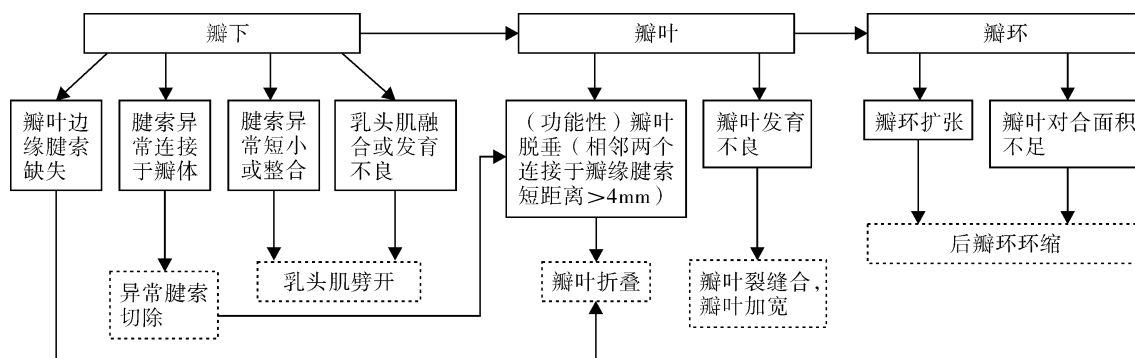 瓣下
瓣叶
瓣环
瓣叶边
缘腱索
缺失
腱索异
常连接
于瓣体
腱索异
常短小
或整合
乳头肌融
合或发育
不良
（功能性）瓣叶
脱垂（相邻两个
连接于瓣缘腱索
短距离>4mm）
瓣叶发育
不良
瓣环扩张
瓣叶对合面积
不足
异常腱索
切除
乳头肌劈开
瓣叶折叠
瓣叶裂缝合，
瓣叶加宽
后瓣环环缩